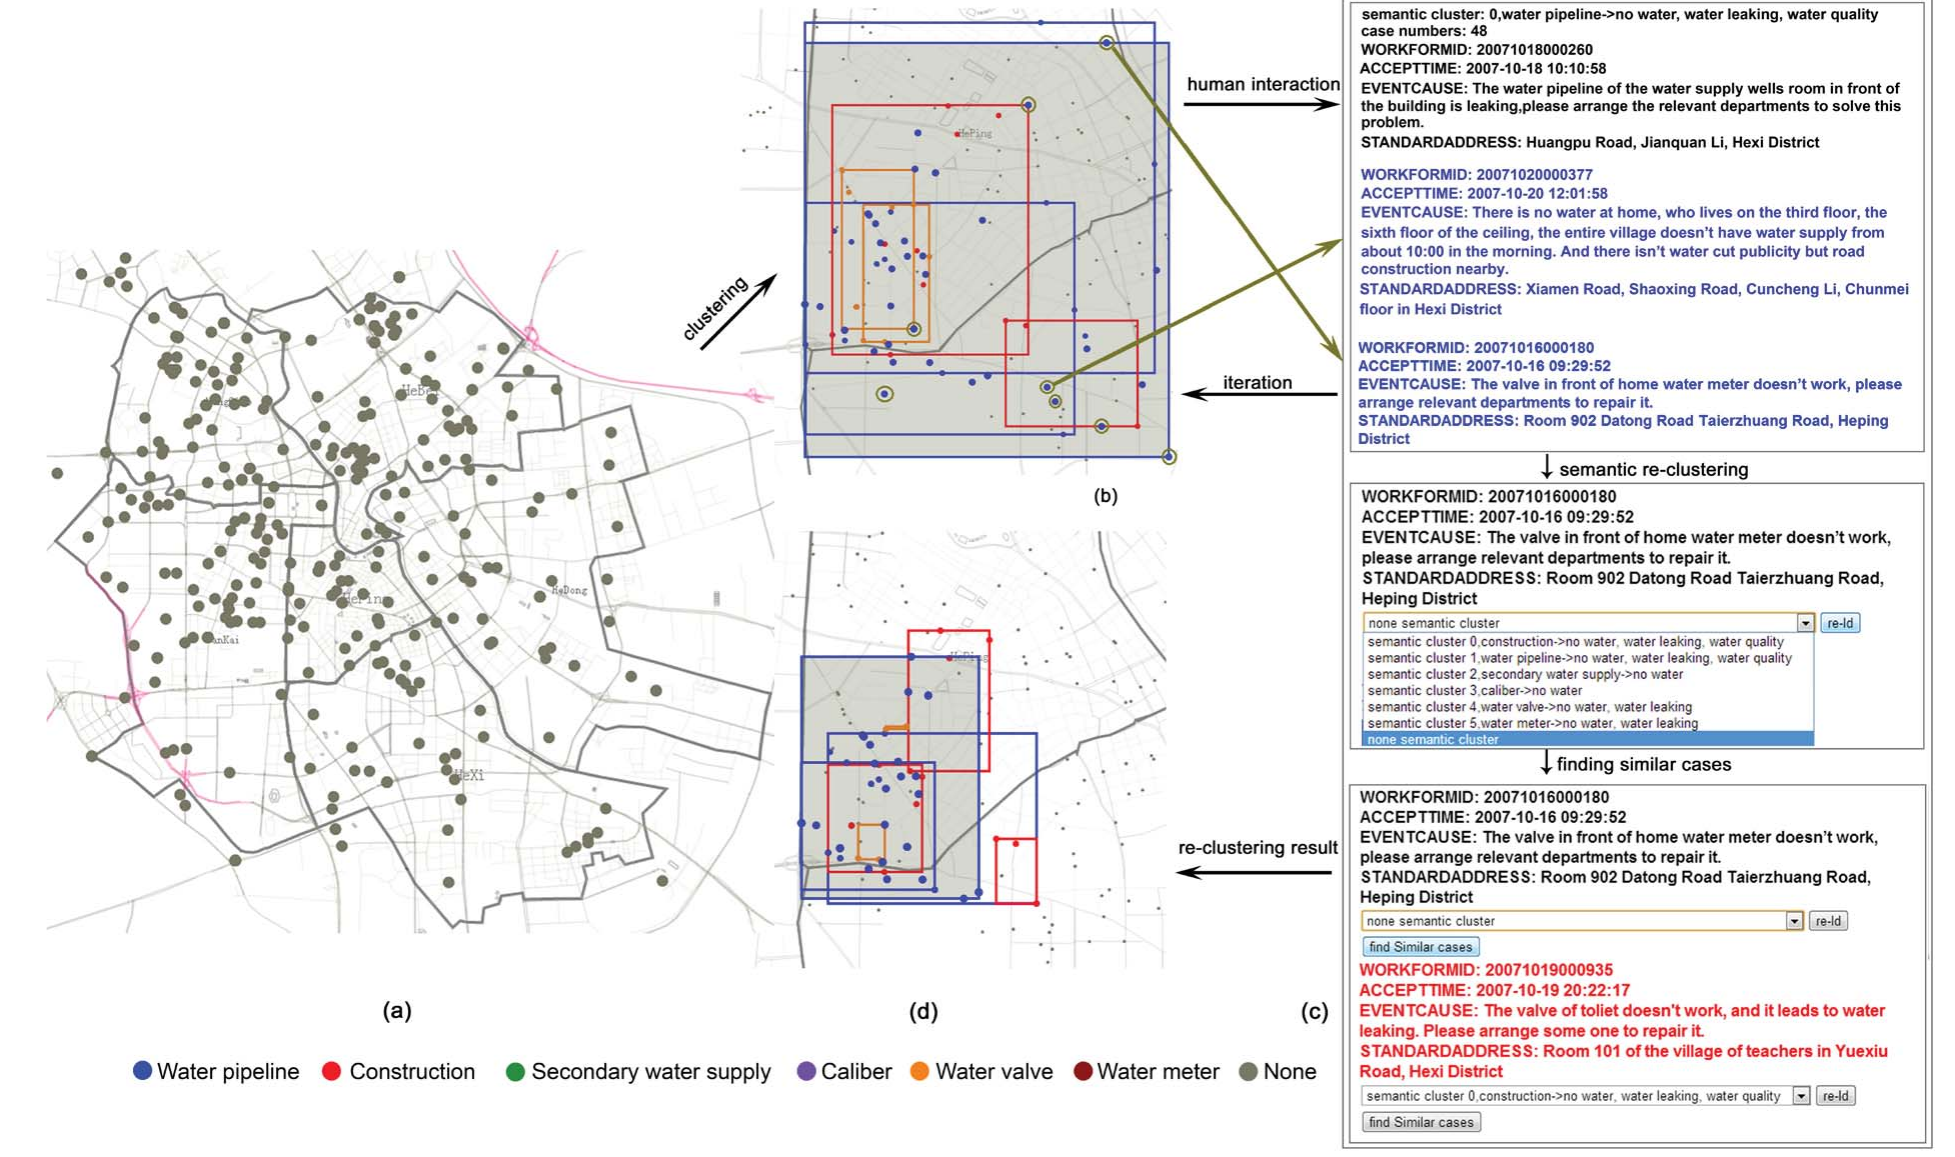 semantic cluster: 0,water pipeline->no water, water leaking, water quality
case numbers: 48
WORKFORMID: 20071018000260
ACCEPTTIME: 2007-10-18 10:10:58
EVENTCAUSE: The water pipeline of the water supply wells room in front of
the building is leaking,please arrange the relevant departments to solve this
problem.
STANDARDADDRESS: Huangpu Road, Jianquan Li, Hexi District
WORKFORMID: 20071020000377
ACCEPTTIME: 2007-10-20 12:01:58
EVENTCAUSE: There is no water at home, who lives on the third floor, the
sixth floor of the ceiling, the entire village doesn't have water supply from
about 10:00 in the morning. And there isn't water cut publicity but road
construction nearby.
STANDARDADDRESS: Xiamen Road, Shaoxing Road, Cuncheng Li, Chunmei
floor in Hexi District
WORKFORMID: 20071016000180
ACCEPTTIME: 2007-10-16 09:29:52
EVENTCAUSE: The valve in front of home water meter doesn't work, please
arrange relevant departments to repair it.
STANDARDADDRESS: Room 902 Datong Road Taierzhuang Road, Heping
District
semantic re-clustering
WORKFORMID: 20071016000180
ACCEPTTIME: 2007-10-16 09:29:52
EVENTCAUSE: The valve in front of home water meter doesn't work,
please arrange relevant departments to repair it.
STANDARDADDRESS: Room 902 Datong Road Taierzhuang Road,
Heping District
none semantic cluster
re-Id
semantic cluster 0,construction->no water, water leaking, water quality
semantic cluster 1,water pipeline->no water, water leaking, water quality
semantic cluster 2,secondary water supply->no water
semantic cluster 3,caliber->no water
semantic cluster 4,water valve->no water, water leaking
semantic cluster 5,water meter->no water, water leaking
none semantic cluster
finding similar cases
WORKFORMID: 20071016000180
ACCEPTTIME: 2007-10-16 09:29:52
EVENTCAUSE: The valve in front of home water meter doesn't work,
please arrange relevant departments to repair it.
STANDARDADDRESS: Room 902 Datong Road Taierzhuang Road,
Heping District
none semantic cluster
re-Id
find Similar cases
WORKFORMID: 20071019000935
ACCEPTTIME: 2007-10-19 20:22:17
EVENTCAUSE: The valve of toliet doesn't work, and it leads to water
leaking. Please arrange some one to repair it.
STANDARDADDRESS: Room 101 of the village of teachers in Yuexiu
Road, Hexi District
semantic cluster 0,construction->no water, water leaking, water quality
re-Id
find Similar cases
human interaction
iteration
re-clustering result
clustering
HePing
(b)
HePing
HeBei
HeDong
HePing
HeXi
(a)
(d)
(c)
Water pipeline
Construction
Secondary water supply
Caliber
Water valve
Water meter
None